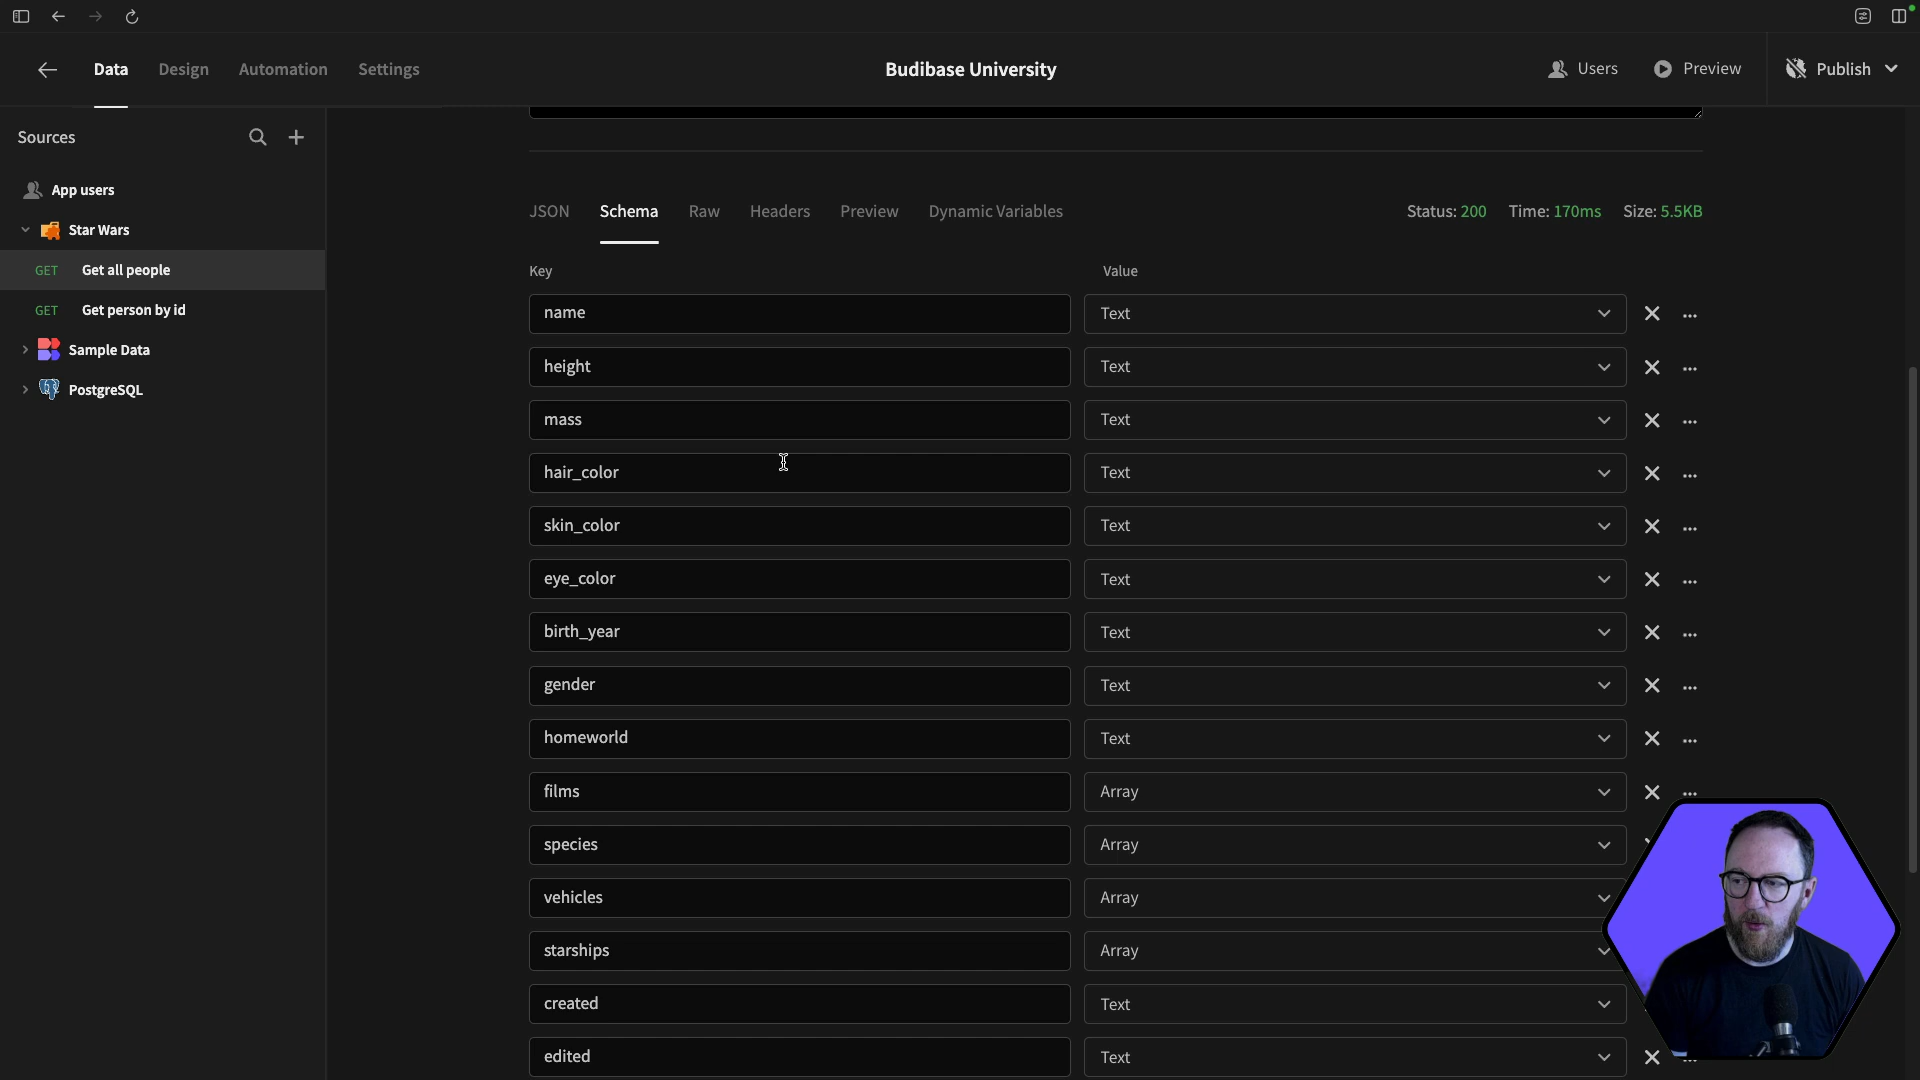 Data Design Automation Settings Budibase University Users Preview Publish
Sources
App users
Star Wars
GET Get all people
GET Get person by id
Sample Data
PostgreSQL
JSON Schema Raw Headers Preview Dynamic Variables Status: 200 Time: 170ms Size: 5.5KB
Key Value
name Text
height Text
mass Text
hair_color Text
skin_color Text
eye_color Text
birth_year Text
gender Text
homeworld Text
films Array
species Array
vehicles Array
starships Array
created Text
edited Text